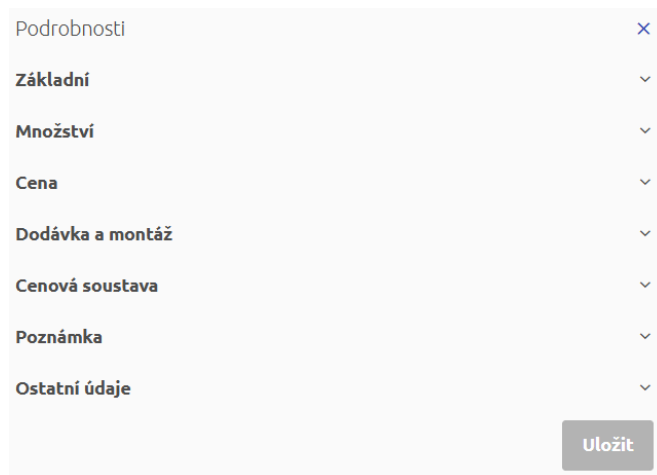 Podrobnosti
Základní
Množství
Cena
Dodávka a montáž
Cenová soustava
Poznámka
Ostatní údaje
Uložit